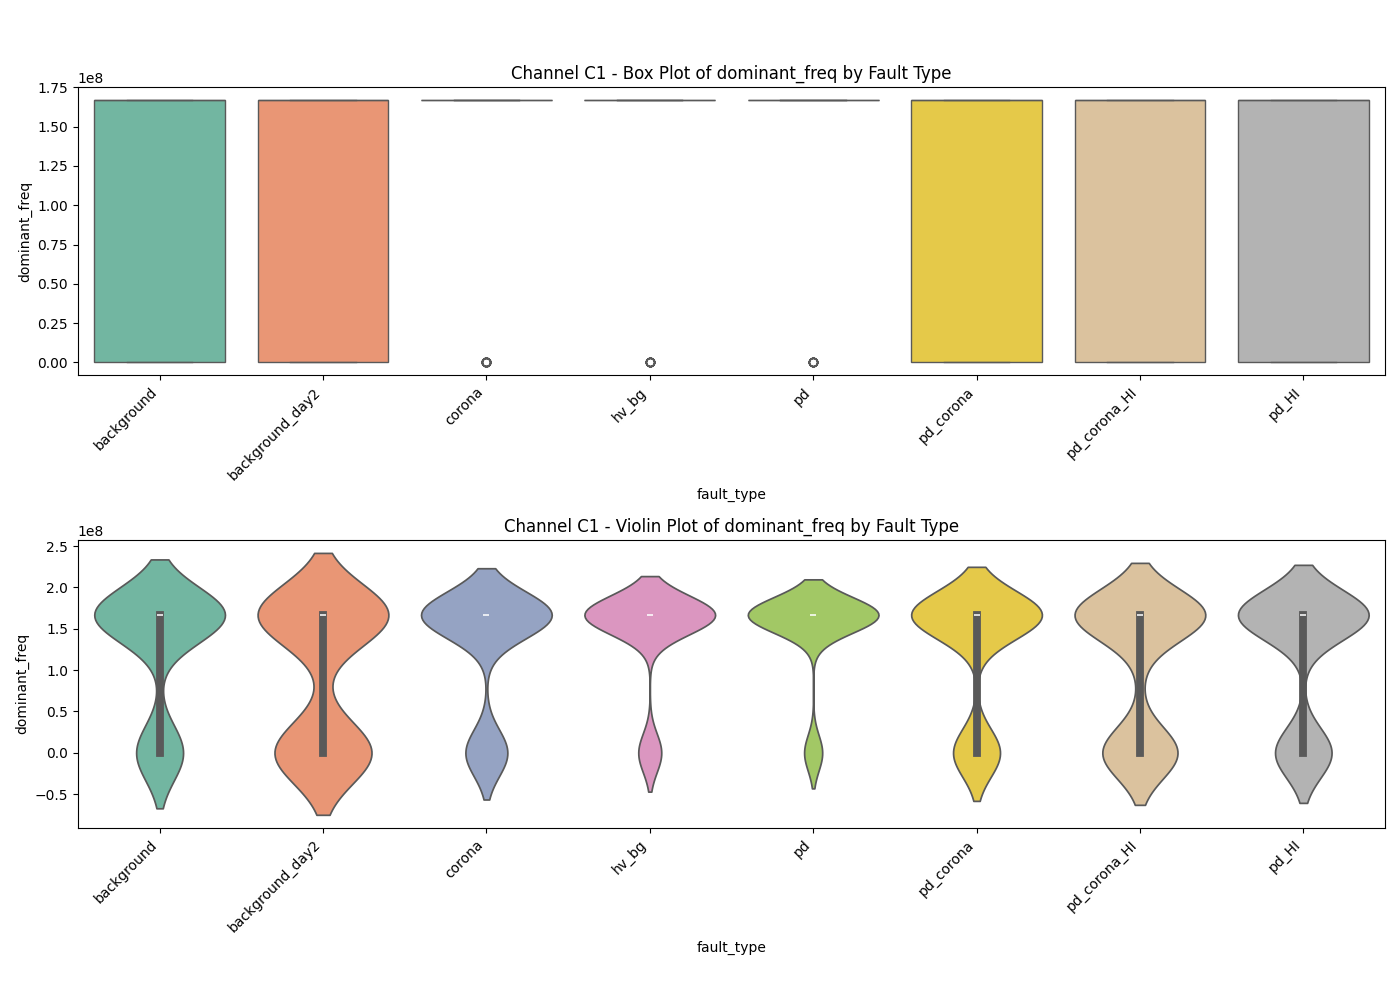 Channel C1 - Box Plot of dominant_freq by Fault Type
1e8
1.75
1.50
1.25
1.00
0.75
0.50
0.25
0.00
dominant_freq
background
background_day2
corona
hv_bg
pd
pd_corona
pd_corona_HI
pd_HI
fault_type
Channel C1 - Violin Plot of dominant_freq by Fault Type
1e8
2.5
2.0
1.5
1.0
0.5
0.0
−0.5
dominant_freq
background
background_day2
corona
hv_bg
pd
pd_corona
pd_corona_HI
pd_HI
fault_type